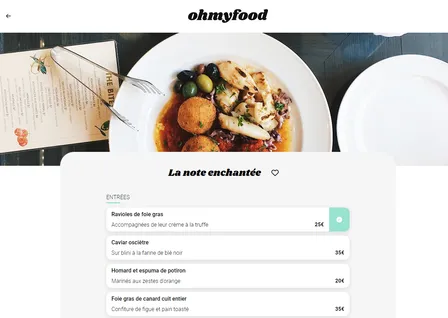 ohmyfood
THE BIT
La note enchantée
ENTRÉES
Ravioles de foie gras
Accompagnées de leur crème à la truffe
25€
Caviar osciètre
Sur blini à la farine de blé noir
35€
Homard et espuma de potiron
Marinés aux zestes d'orange
20€
Foie gras de canard cuit entier
Confiture de figue et pain toasté
35€